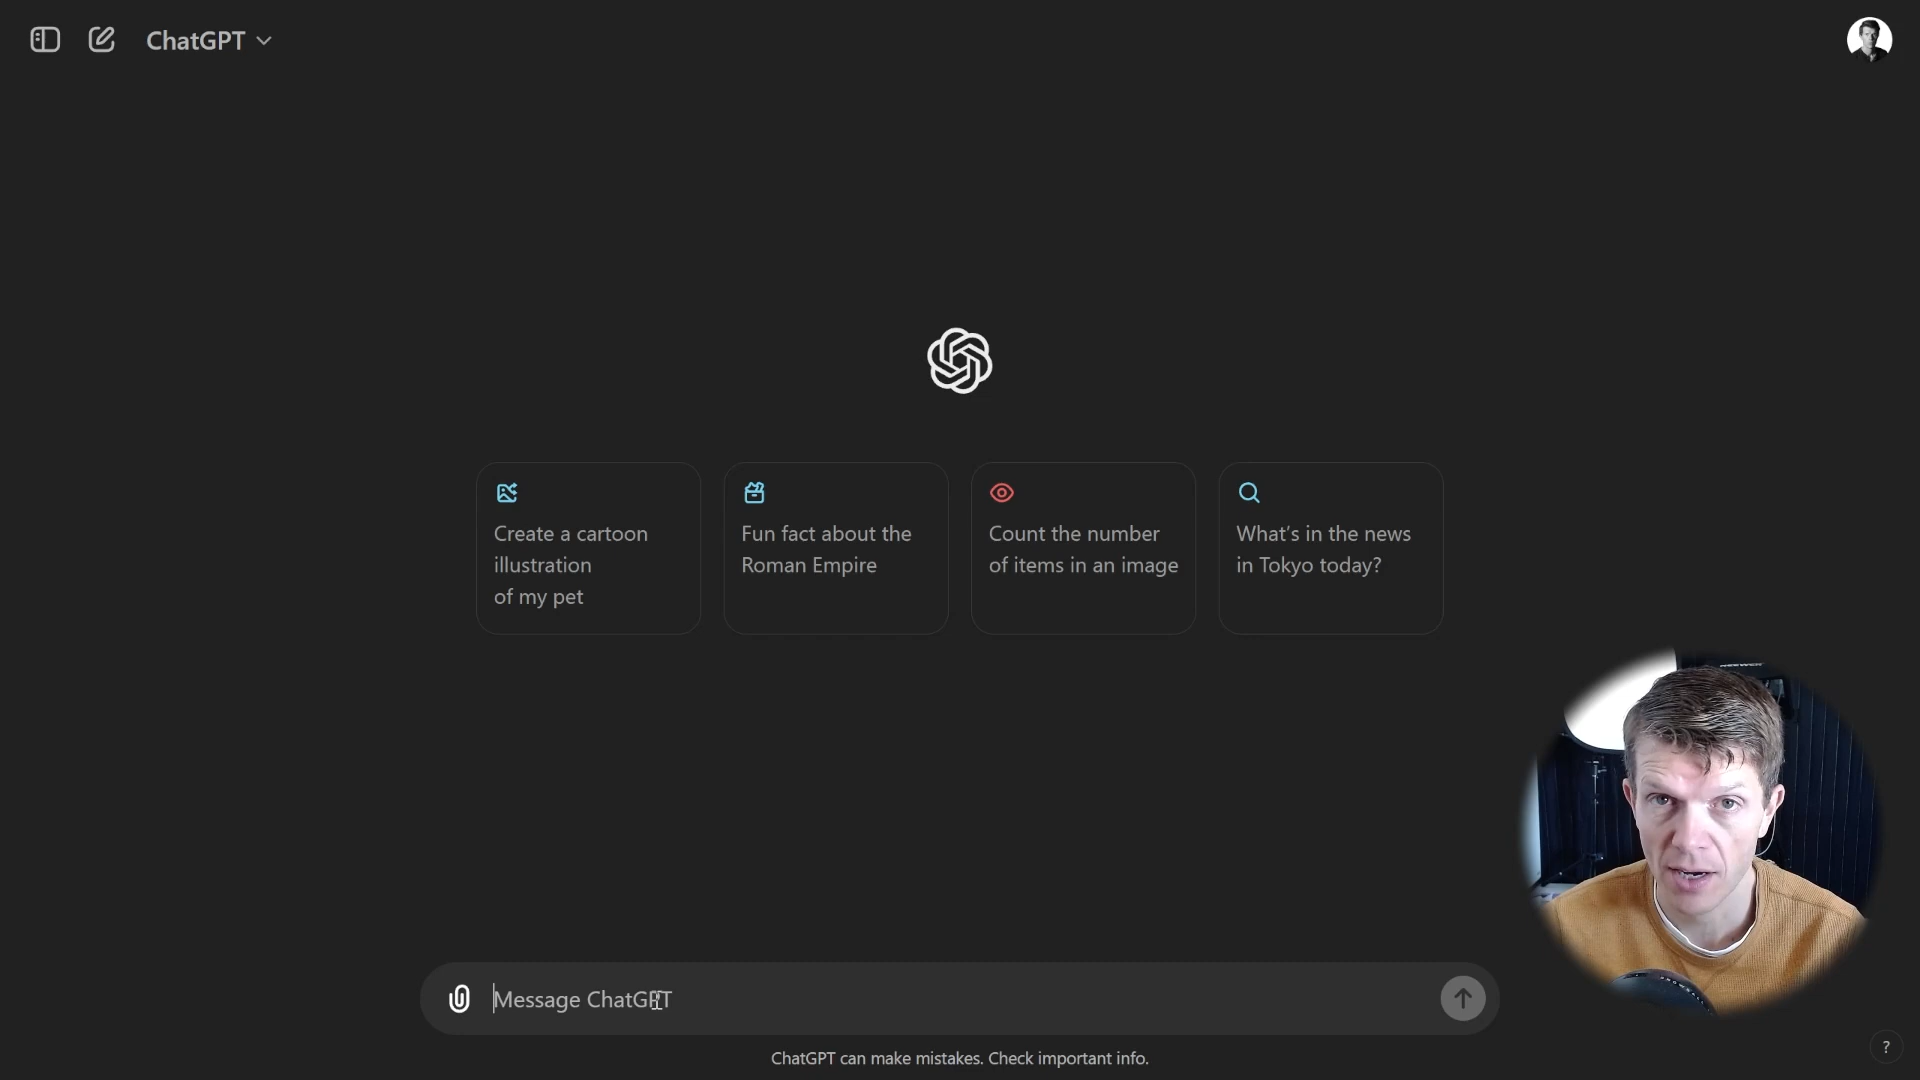 ChatGPT
Create a cartoon
illustration
of my pet
Fun fact about the
Roman Empire
Count the number
of items in an image
What's in the news
in Tokyo today?
Message ChatGPT
ChatGPT can make mistakes. Check important info.
?